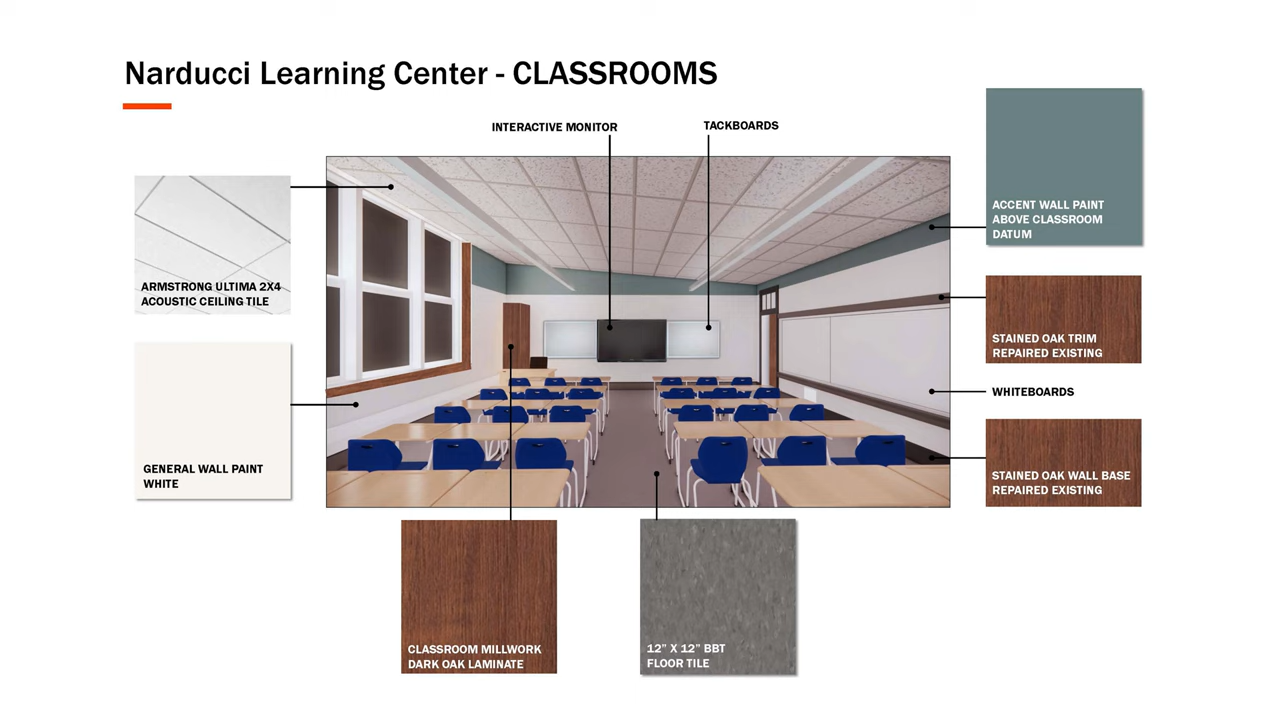 Narducci Learning Center - CLASSROOMS
INTERACTIVE MONITOR
TACKBOARDS
ARMSTRONG ULTIMA 2X4
ACOUSTIC CEILING TILE
GENERAL WALL PAINT
WHITE
ACCENT WALL PAINT
ABOVE CLASSROOM
DATUM
STAINED OAK TRIM
REPAIRED EXISTING
WHITEBOARDS
STAINED OAK WALL BASE
REPAIRED EXISTING
CLASSROOM MILLWORK
DARK OAK LAMINATE
12” X 12” BBT
FLOOR TILE